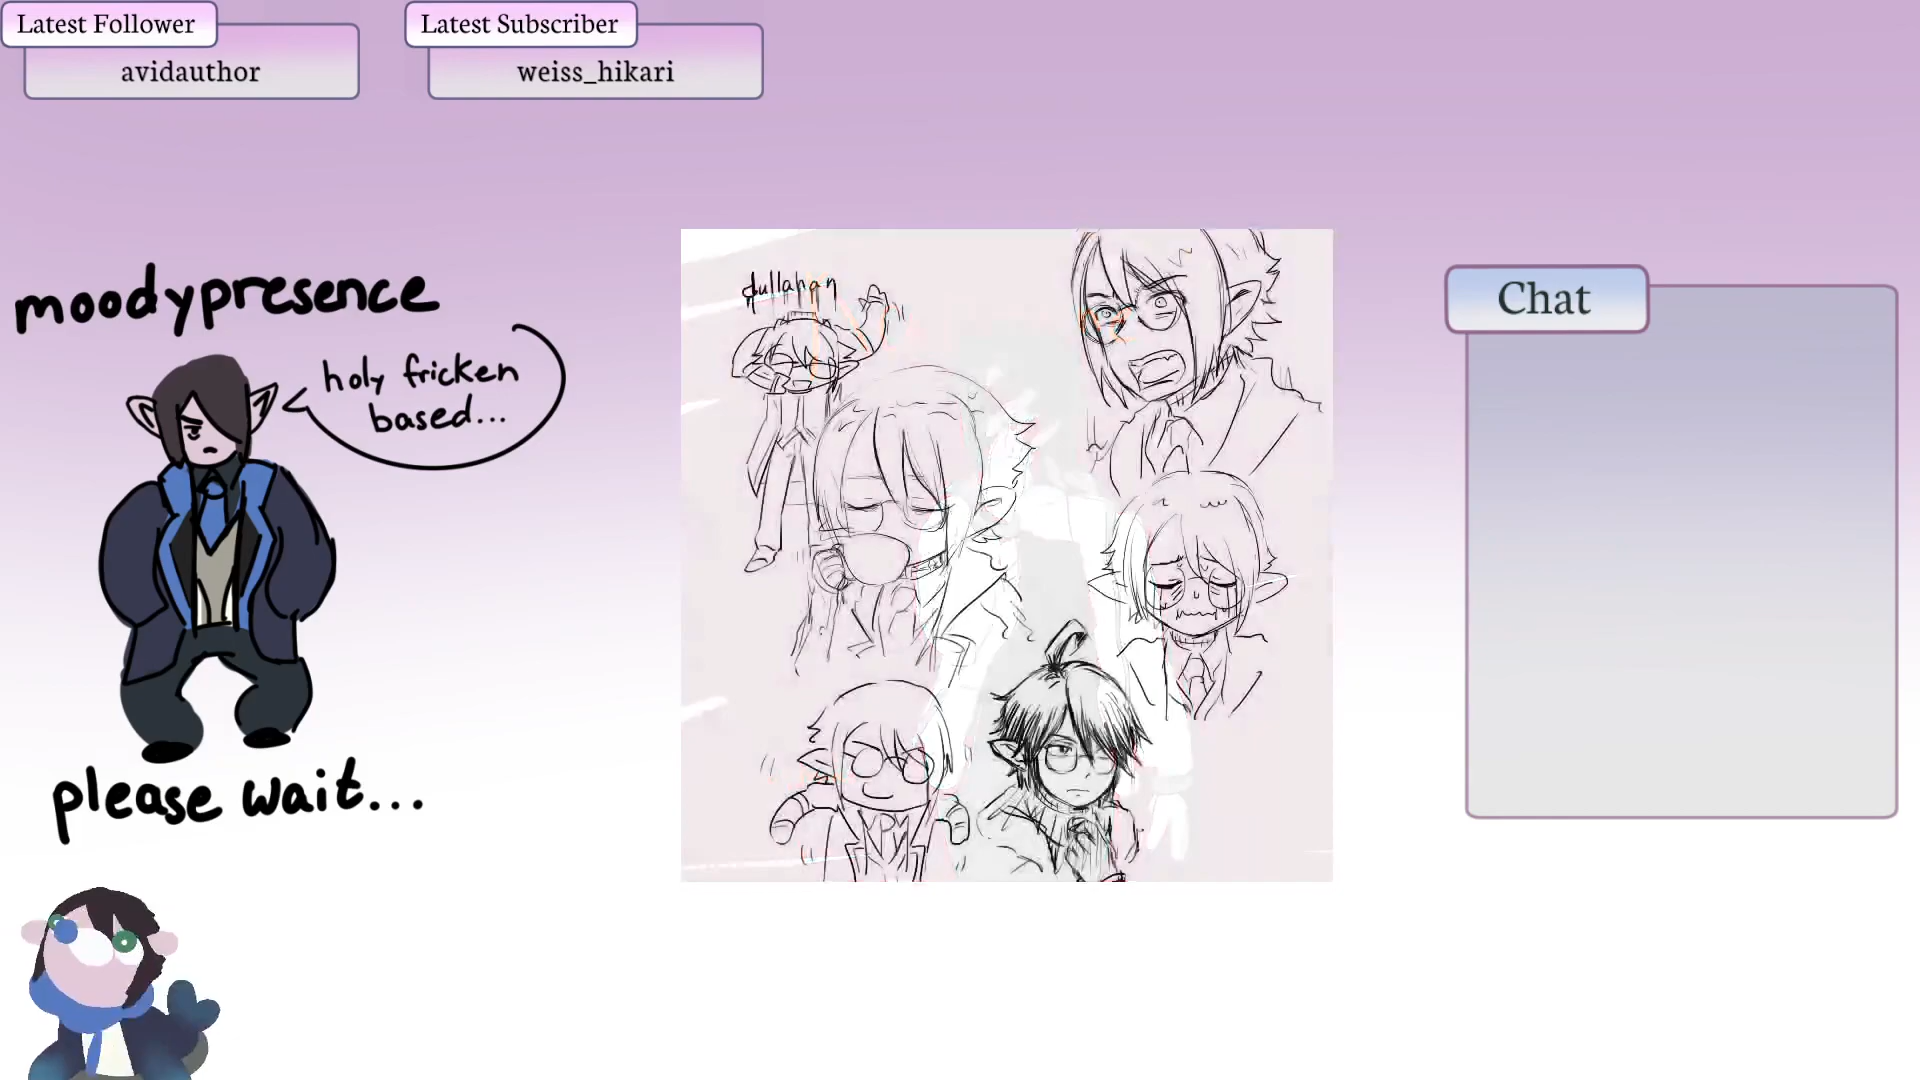 Latest Follower
avidauthor
Latest Subscriber
weiss_hikari
moodypresence
holy fricken
based...
please wait...
dullahan
Chat